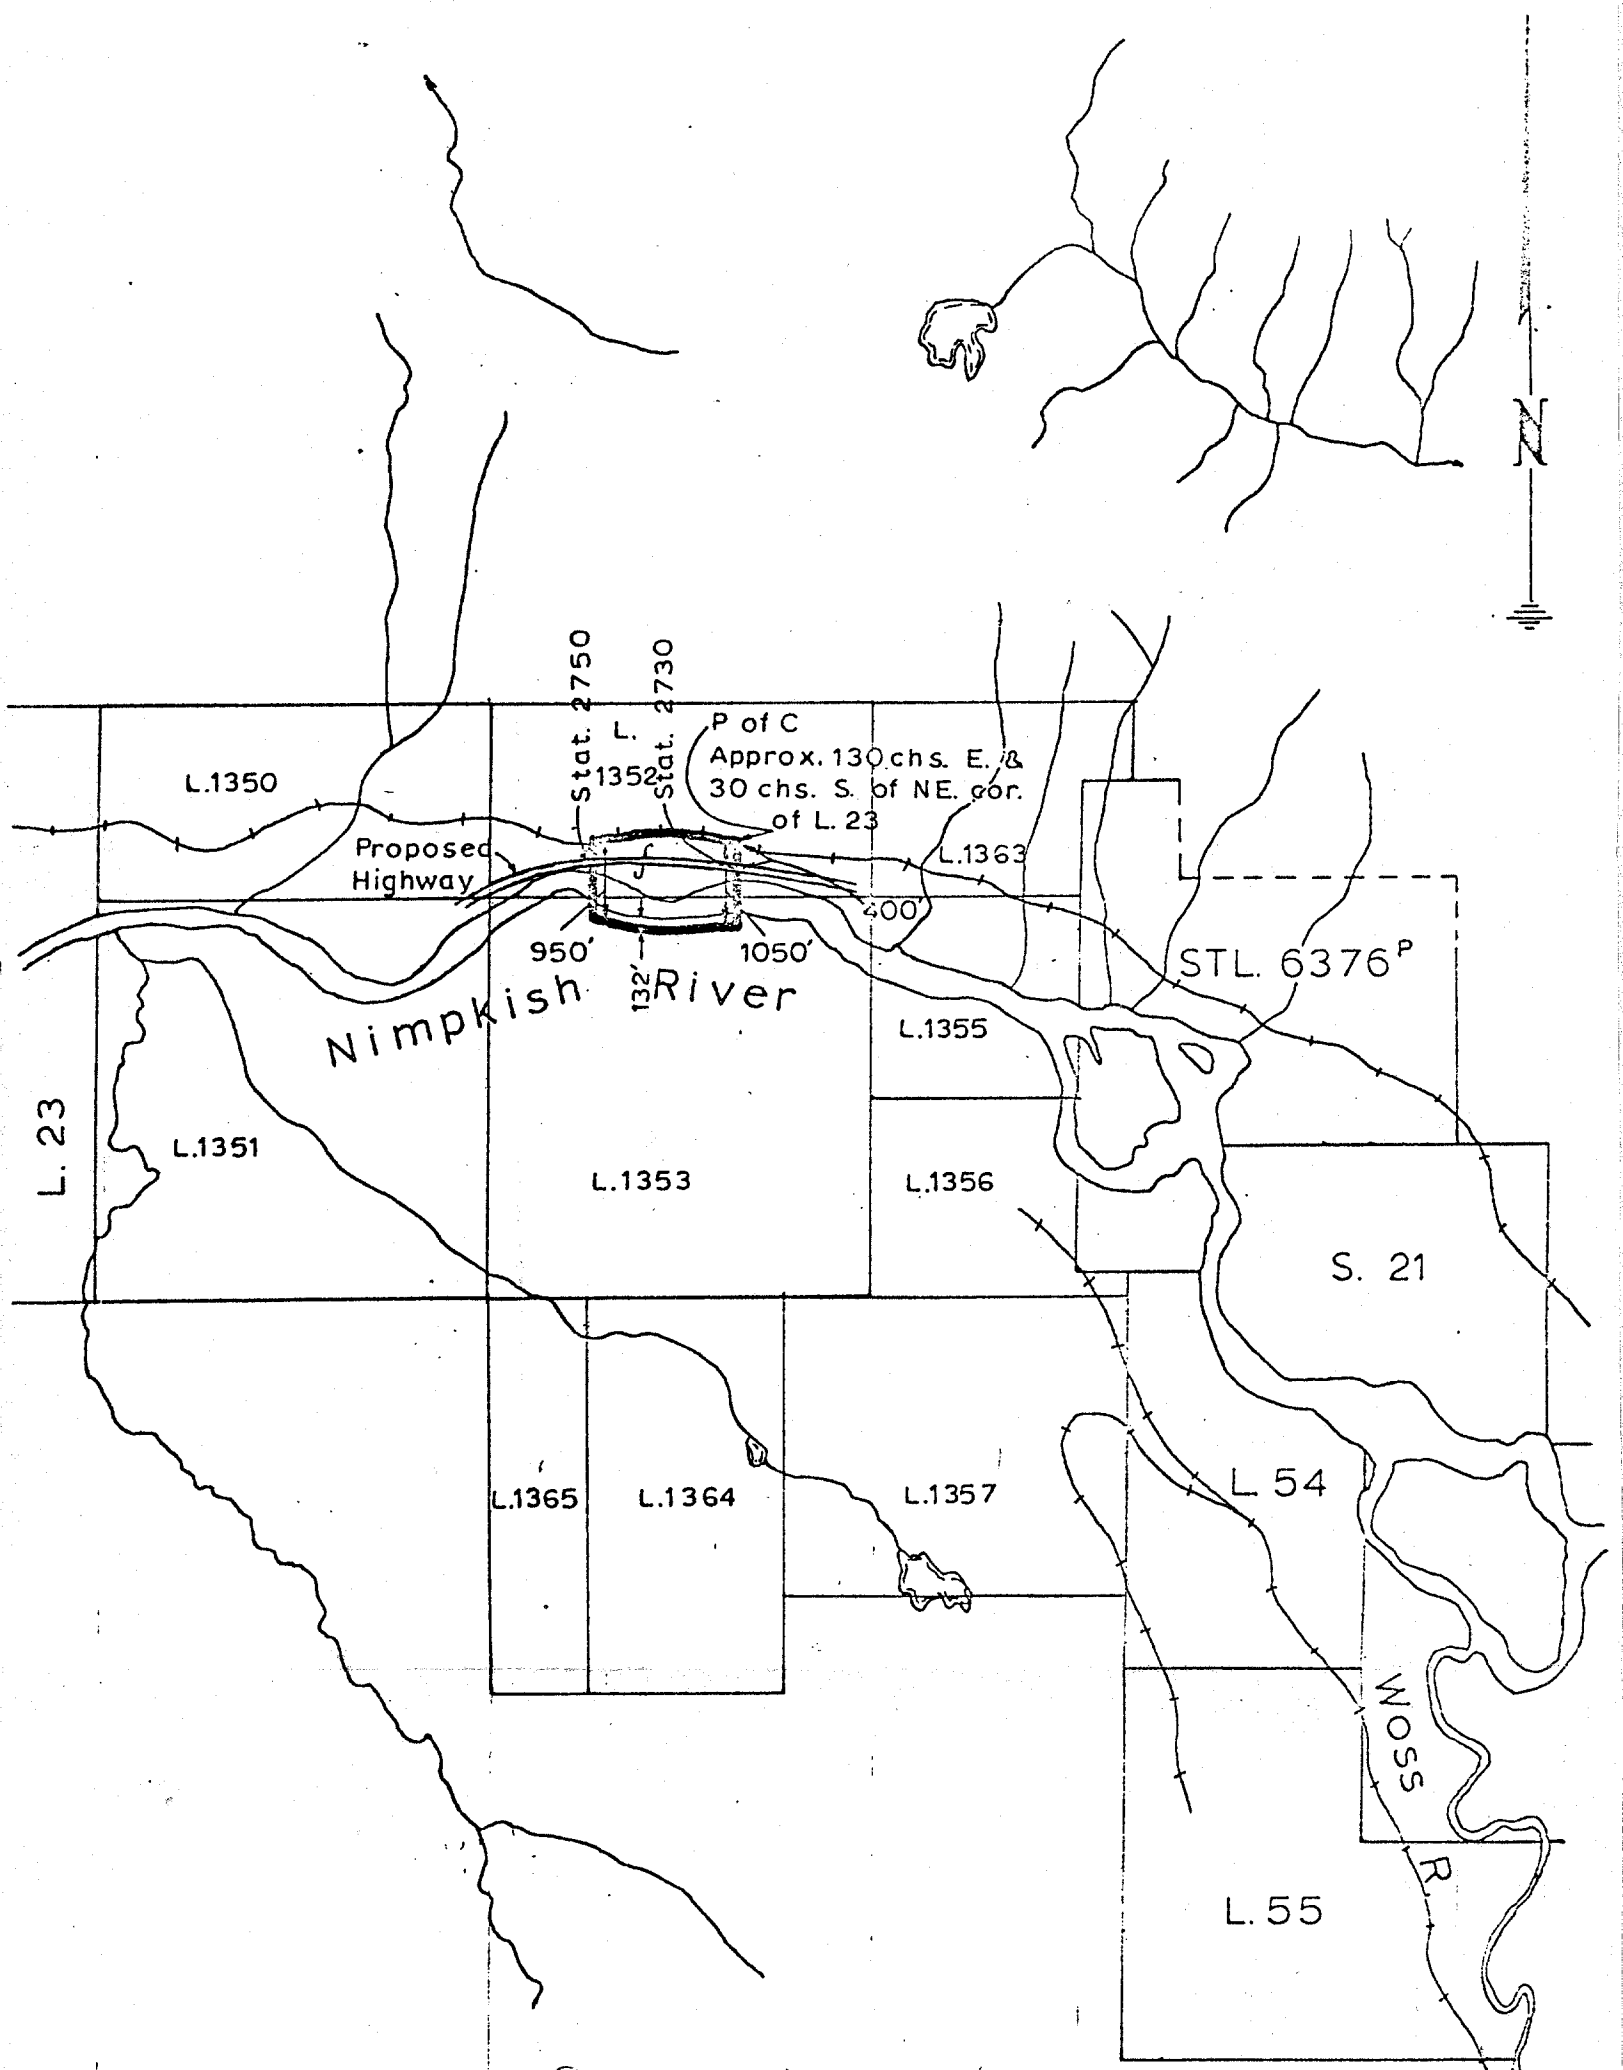 N
Stat. 2750
Stat. 2730
L.
1352
P of C
Approx. 130 chs. E. &
30 chs. S. of NE. cor.
of L. 23
L.1350
Proposed
Highway
L.1363
400'
950'
132'
1050'
Nimpkish River
STL. 6376P
L.1355
L. 23
L.1351
L.1353
L.1356
S. 21
L.1365
L.1364
L.1357
L 54
WOSS R.
L. 55